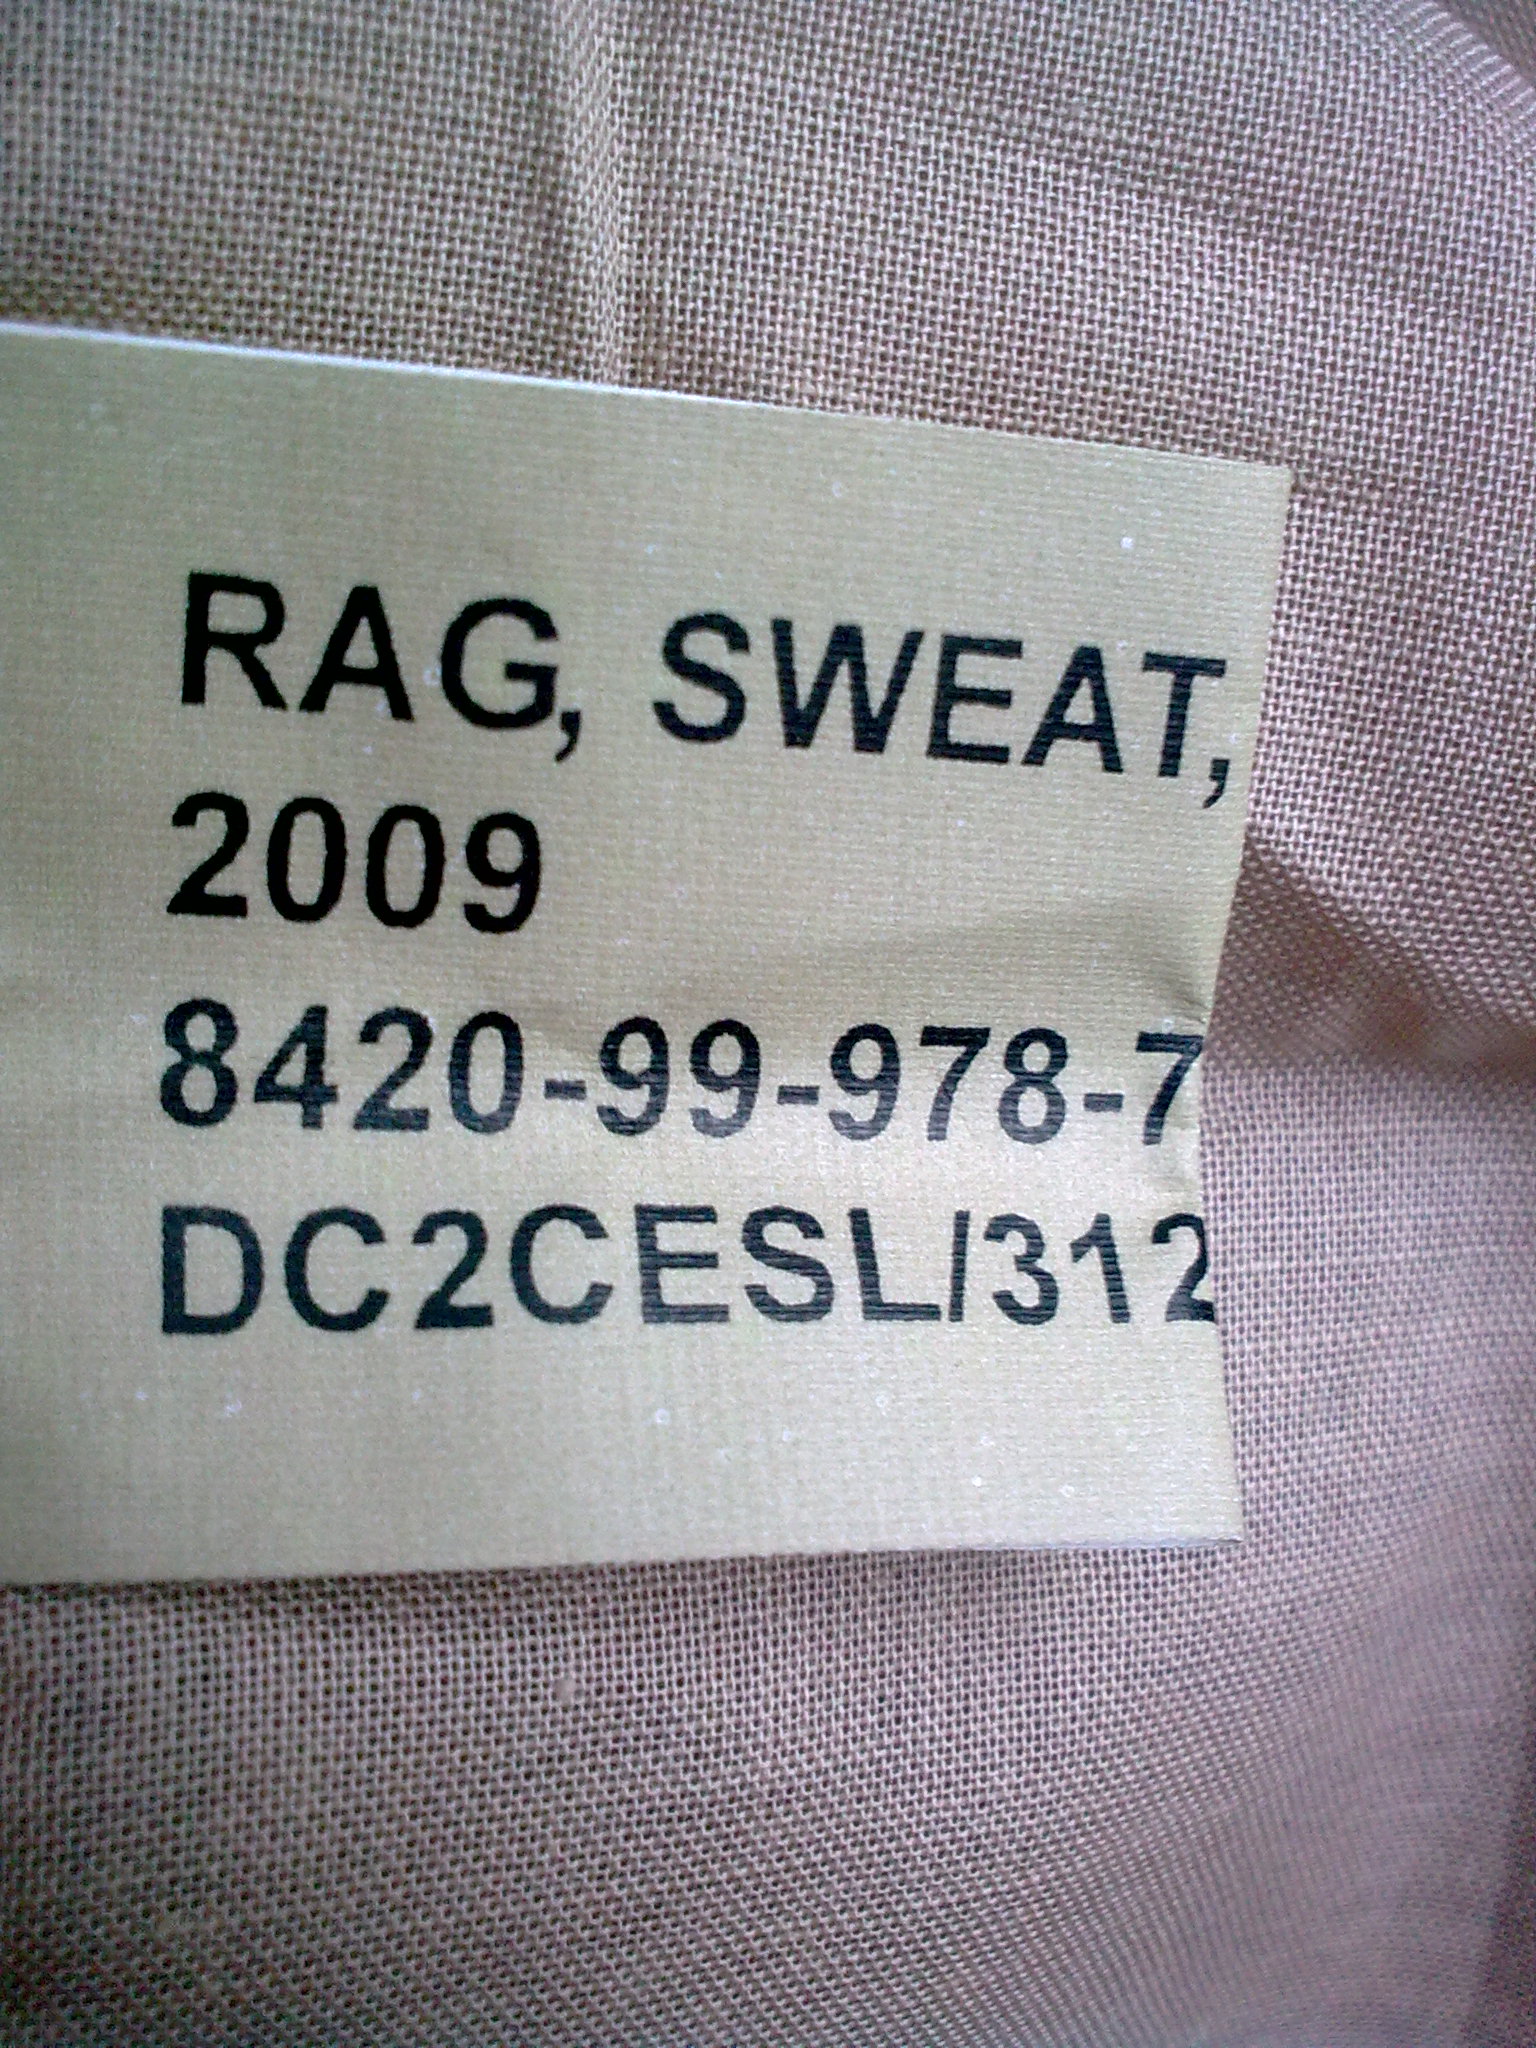 RAG, SWEAT,
2009
8420-99-978-7
DC2CESL/312